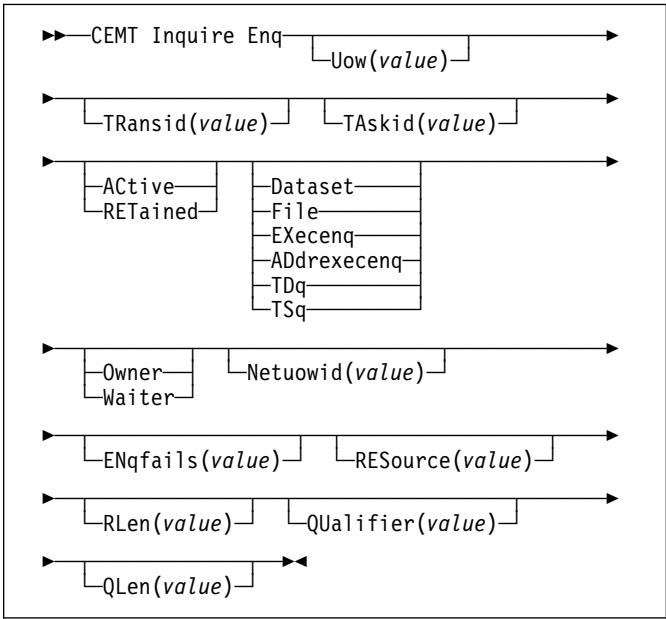 CEMT Inquire Enq
Uow(value)
TRansid(value) TAskid(value)
ACtive Dataset
RETained File
EXecenq
ADdrexecenq
TDq
TSq
Owner Netuowid(value)
Waiter
ENqfails(value) RESource(value)
RLen(value) QUalifier(value)
QLen(value)